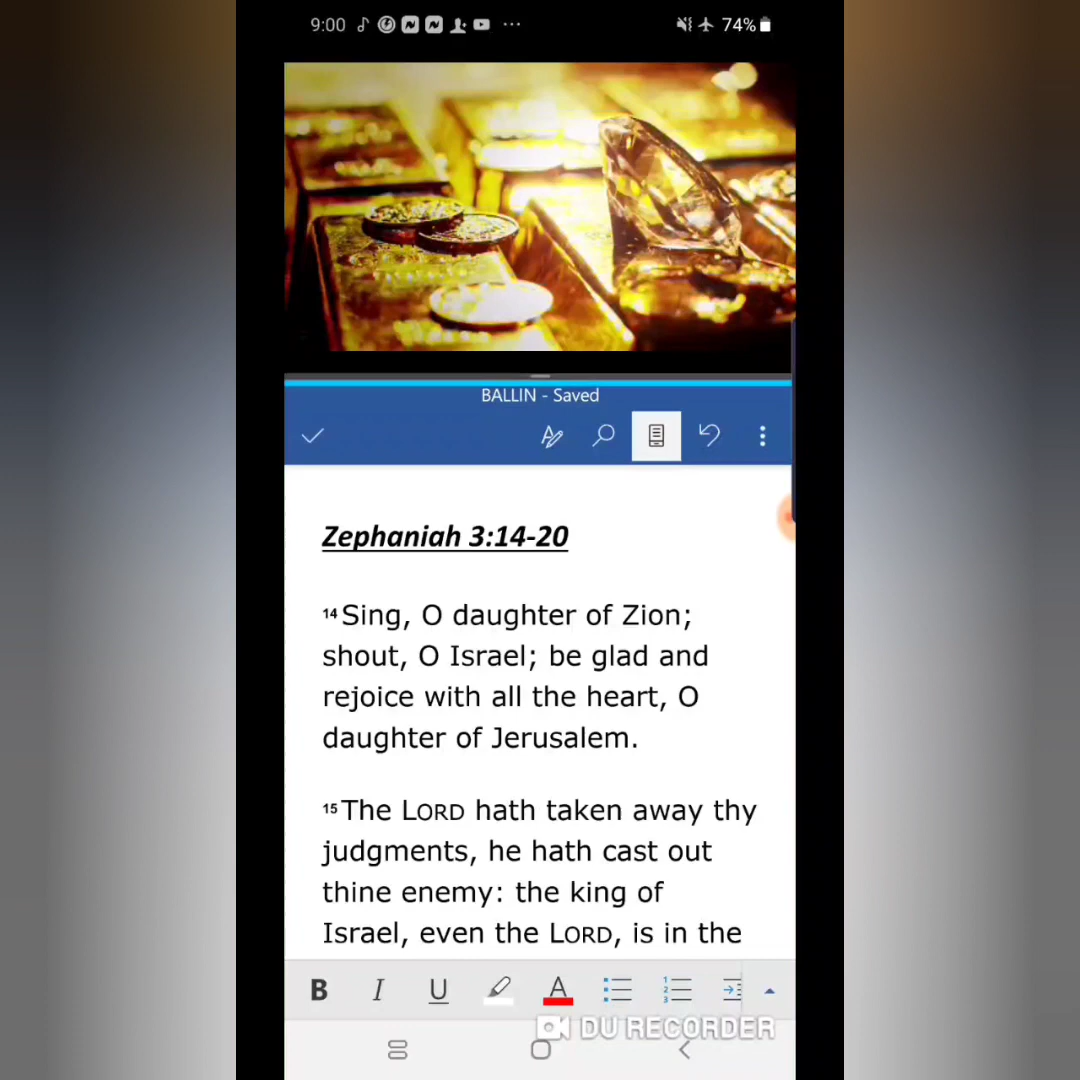 9:00
74%
BALLIN - Saved
Zephaniah 3:14-20
14 Sing, O daughter of Zion;
shout, O Israel; be glad and
rejoice with all the heart, O
daughter of Jerusalem.
15 The LORD hath taken away thy
judgments, he hath cast out
thine enemy: the king of
Israel, even the LORD, is in the
B I U A
DU RECORDER